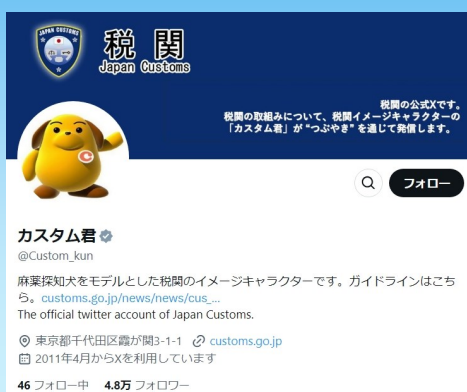 JAPAN CUSTOMS
税関
Japan Customs
税関の公式Xです。
税関の取組みについて、税関イメージキャラクターの
「カスタム君」が “つぶやき” を通じて発信します。
フォロー
カスタム君
@Custom_kun
麻薬探知犬をモデルとした税関のイメージキャラクターです。ガイドラインはこち
ら。customs.go.jp/news/news/cus_...
The official twitter account of Japan Customs.
東京都千代田区霞が関3-1-1 customs.go.jp
2011年4月からXを利用しています
46 フォロー中 4.8万 フォロワー